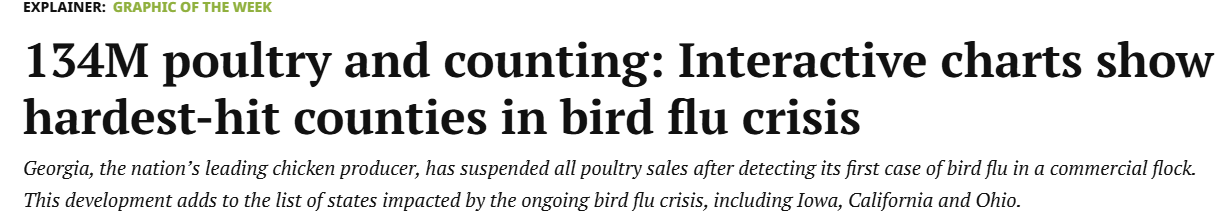 EXPLAINER: GRAPHIC OF THE WEEK
134M poultry and counting: Interactive charts show
hardest-hit counties in bird flu crisis
Georgia, the nation’s leading chicken producer, has suspended all poultry sales after detecting its first case of bird flu in a commercial flock.
This development adds to the list of states impacted by the ongoing bird flu crisis, including Iowa, California and Ohio.